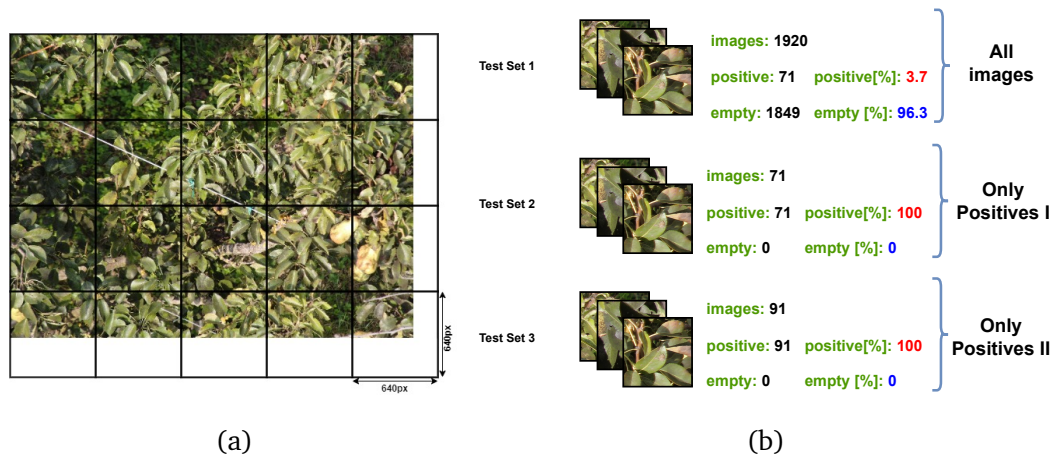 Test Set 1
images: 1920
positive: 71 positive[%]: 3.7
empty: 1849 empty [%]: 96.3
All
images
Test Set 2
images: 71
positive: 71 positive[%]: 100
empty: 0 empty [%]: 0
Only
Positives I
Test Set 3
images: 91
positive: 91 positive[%]: 100
empty: 0 empty [%]: 0
Only
Positives II
640px
640px
(a)
(b)